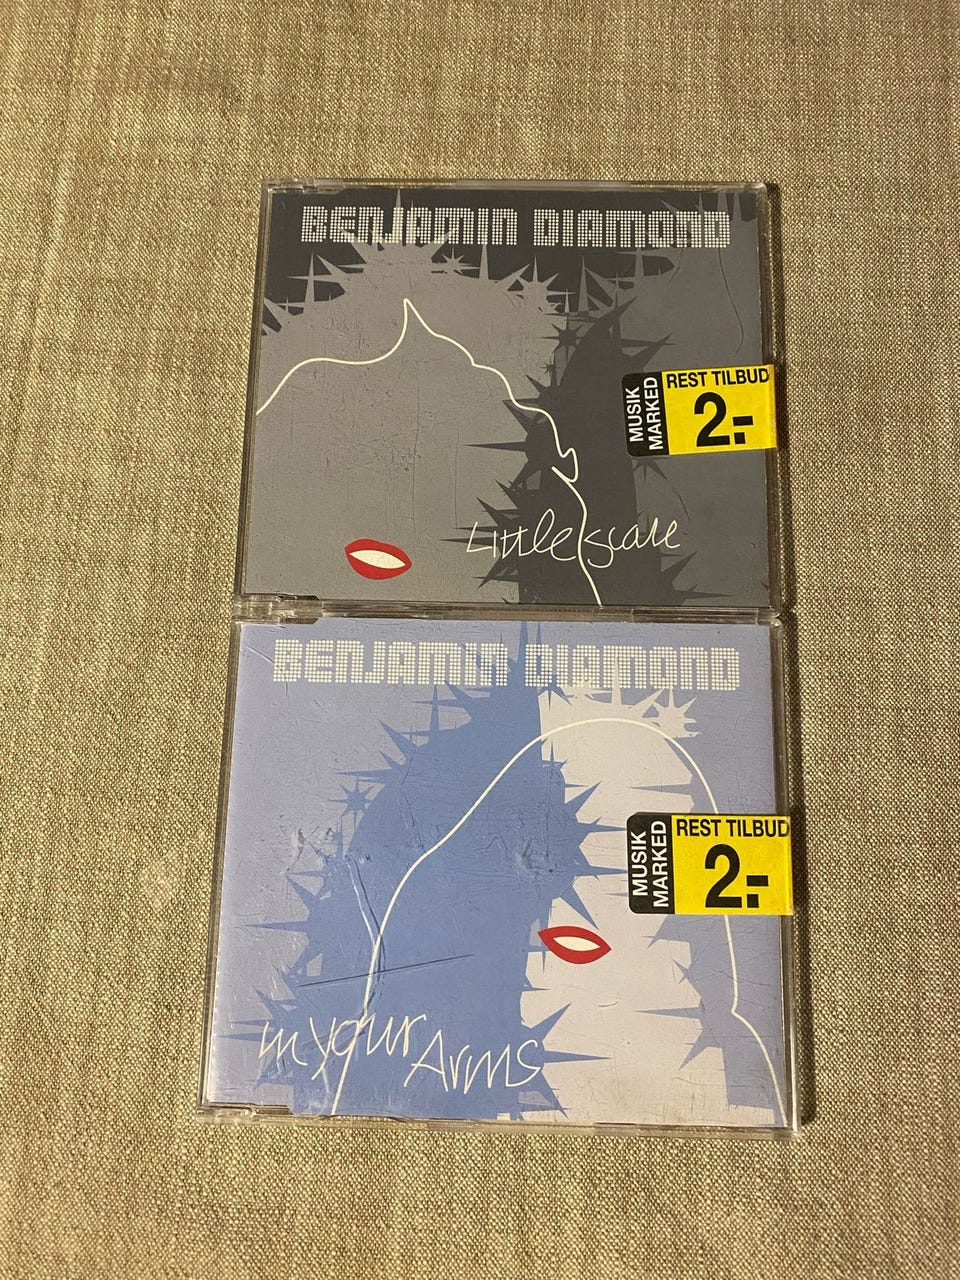 BENJAMIN DIAMOND
MUSIK
MARKED
REST TILBUD
2.-
Little scare
BENJAMIN DIAMOND
MUSIK
MARKED
REST TILBUD
2.-
in your Arms